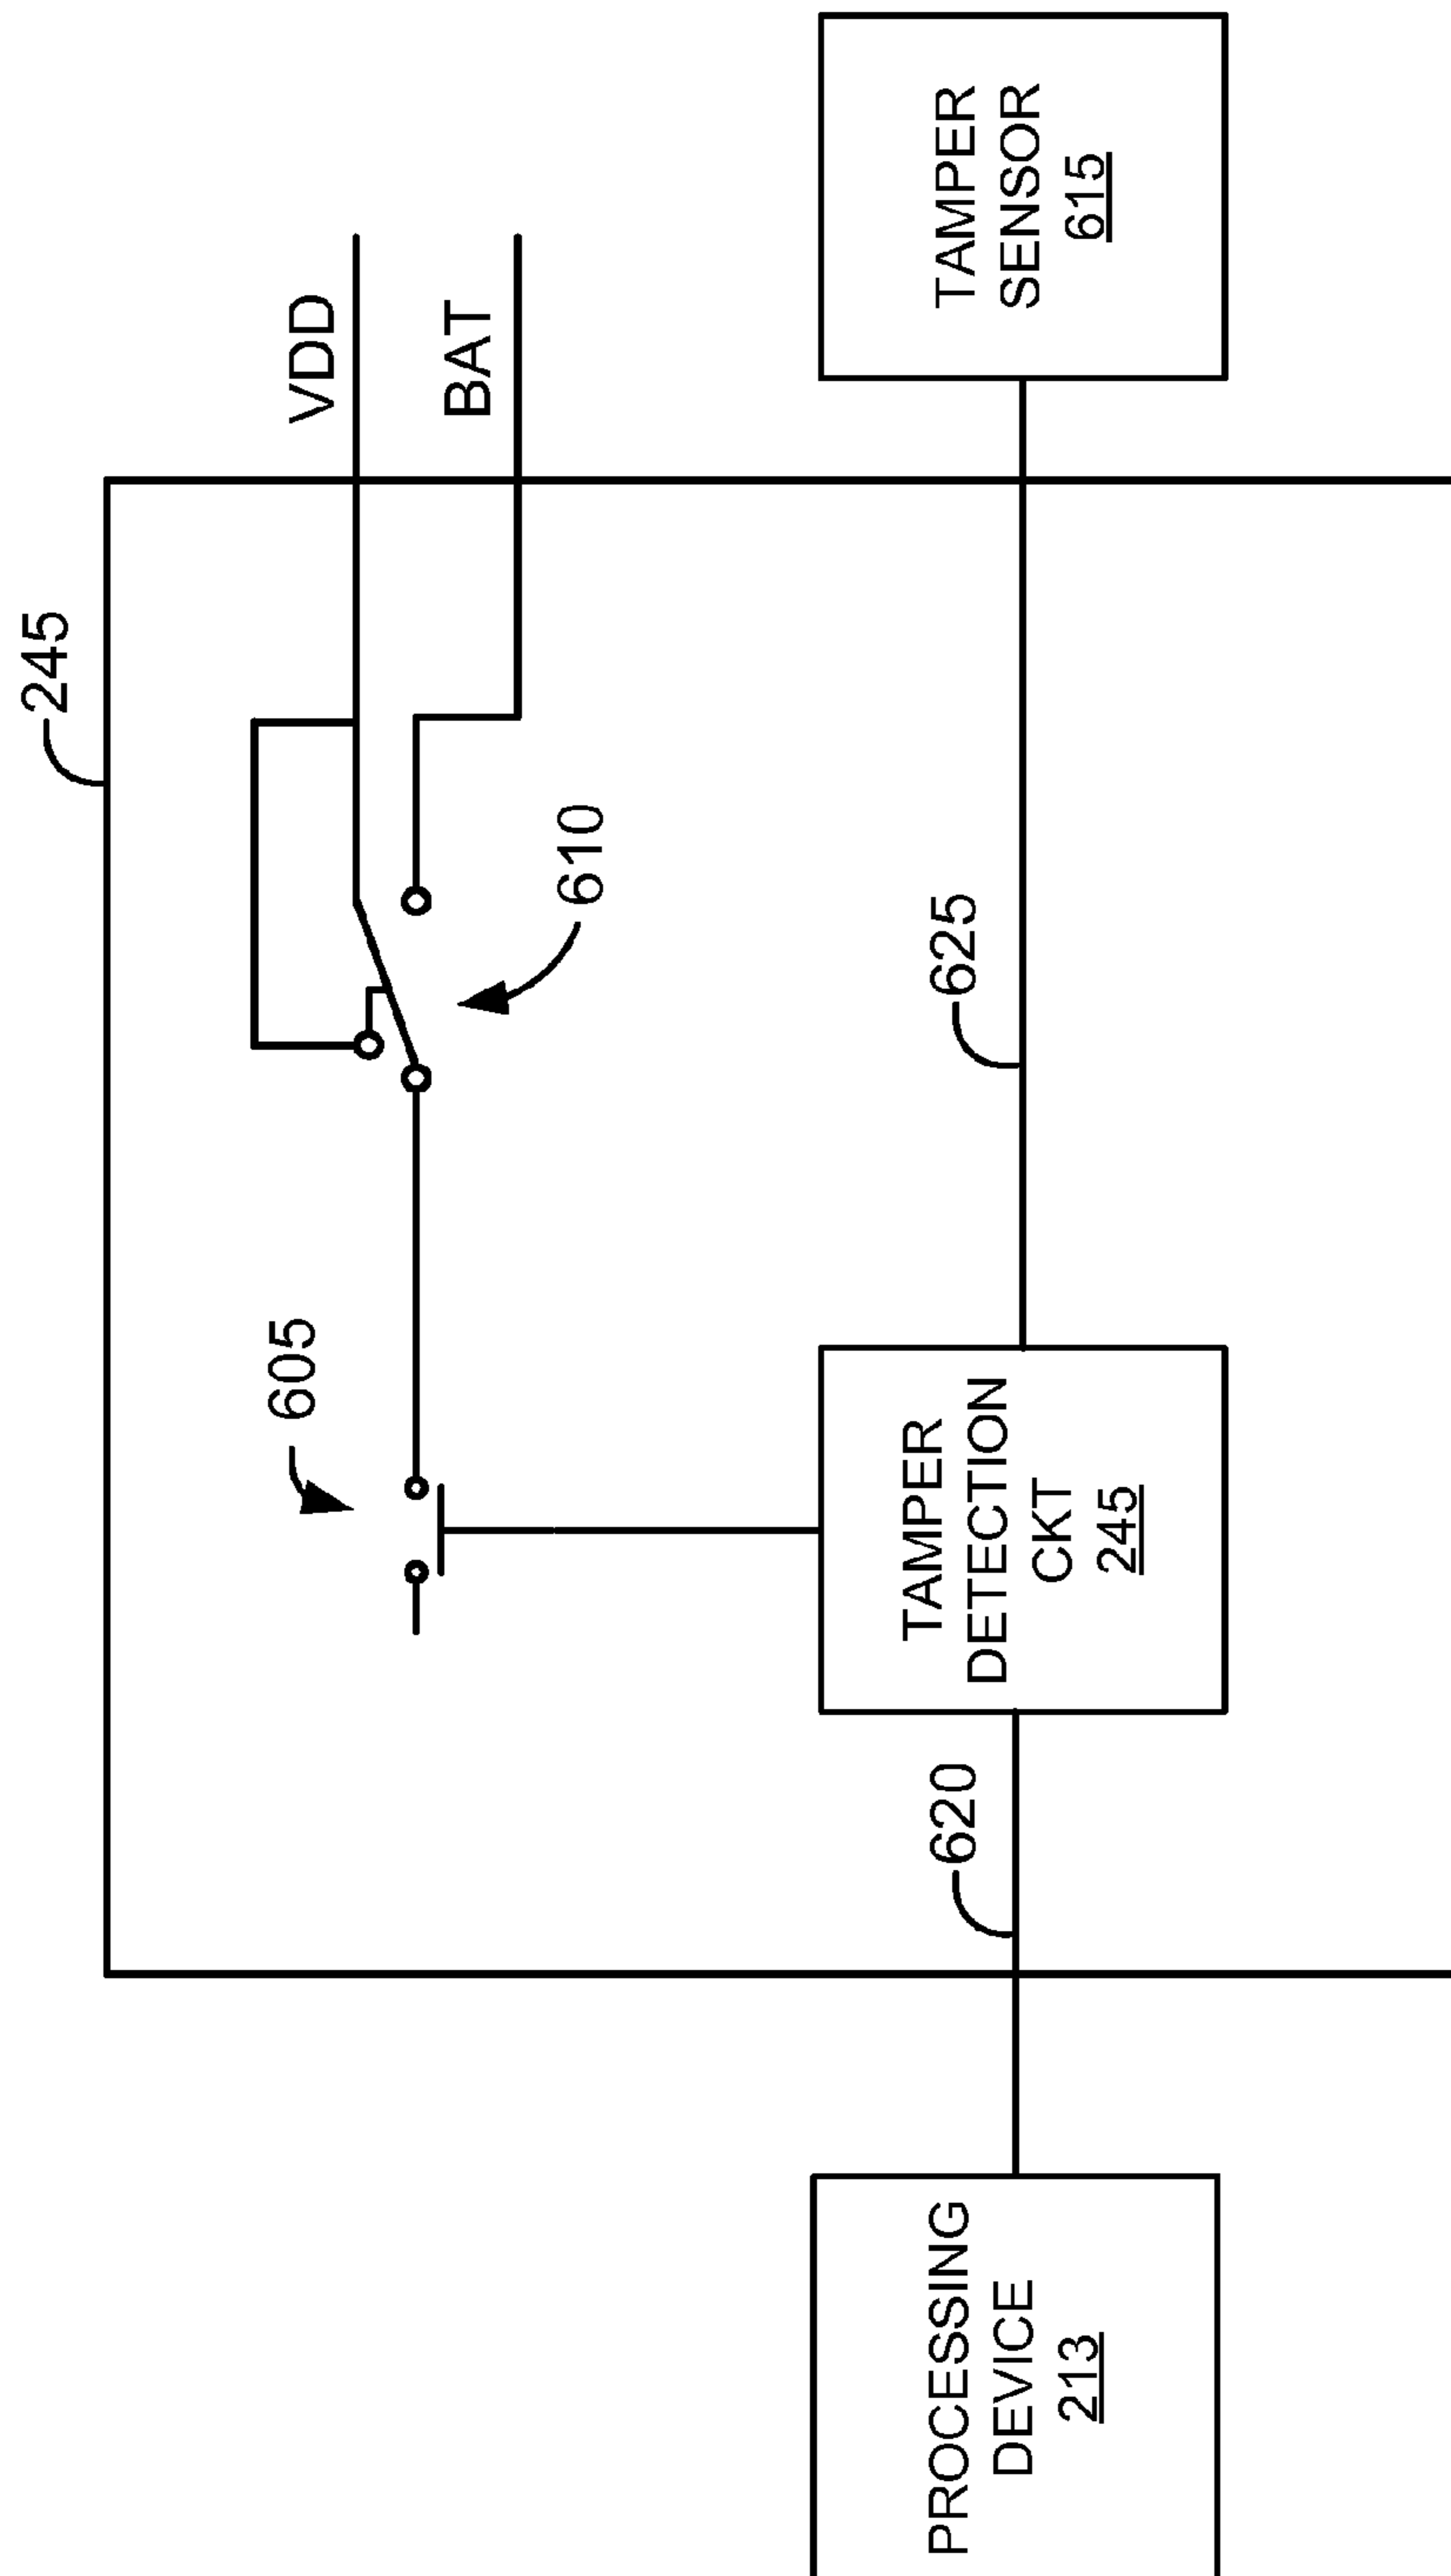 245
VDD
BAT
605
610
620
625
PROCESSING
DEVICE
213
TAMPER
DETECTION
CKT
245
TAMPER
SENSOR
615